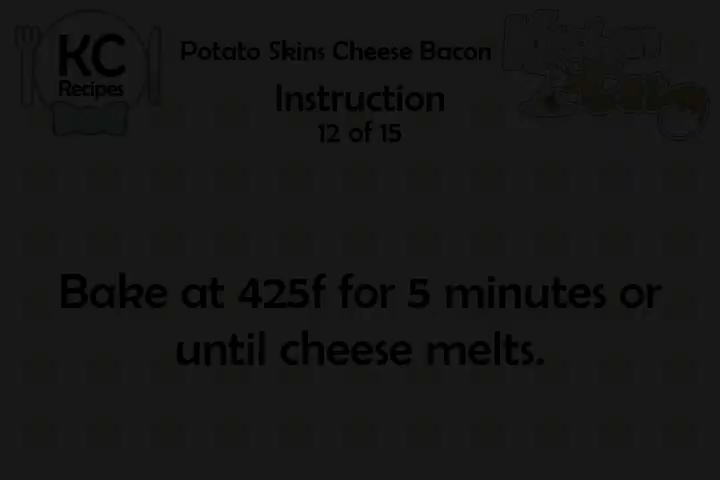 KC
Recipes
Potato Skins Cheese Bacon
Instruction
12 of 15
Bake at 425f for 5 minutes or
until cheese melts.